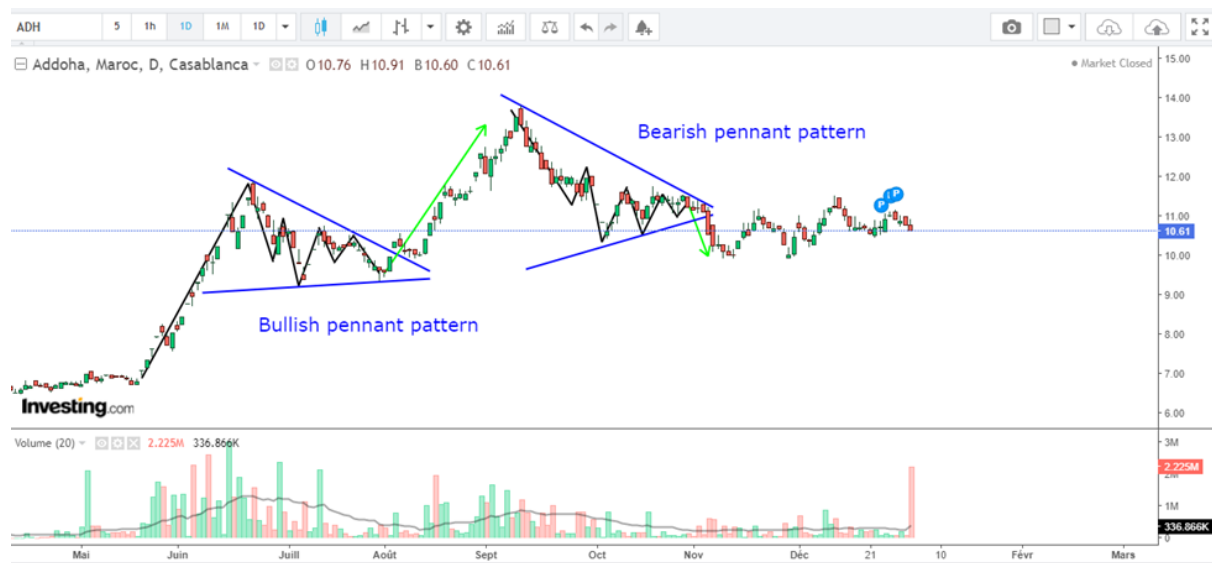 ADH 5 1h 1D 1M 1D
Addoha, Maroc, D, Casablanca O10.76 H10.91 B10.60 C10.61
Market Closed
15.00
14.00
13.00
12.00
11.00
10.61
10.00
9.00
8.00
7.00
6.00
Bearish pennant pattern
P P
Bullish pennant pattern
Investing.com
Volume (20) 2.225M 336.866K
3M
2.225M
1M
336.866K
0
Mai Juin Juill Août Sept Oct Nov Déc 21 10 Févr Mars